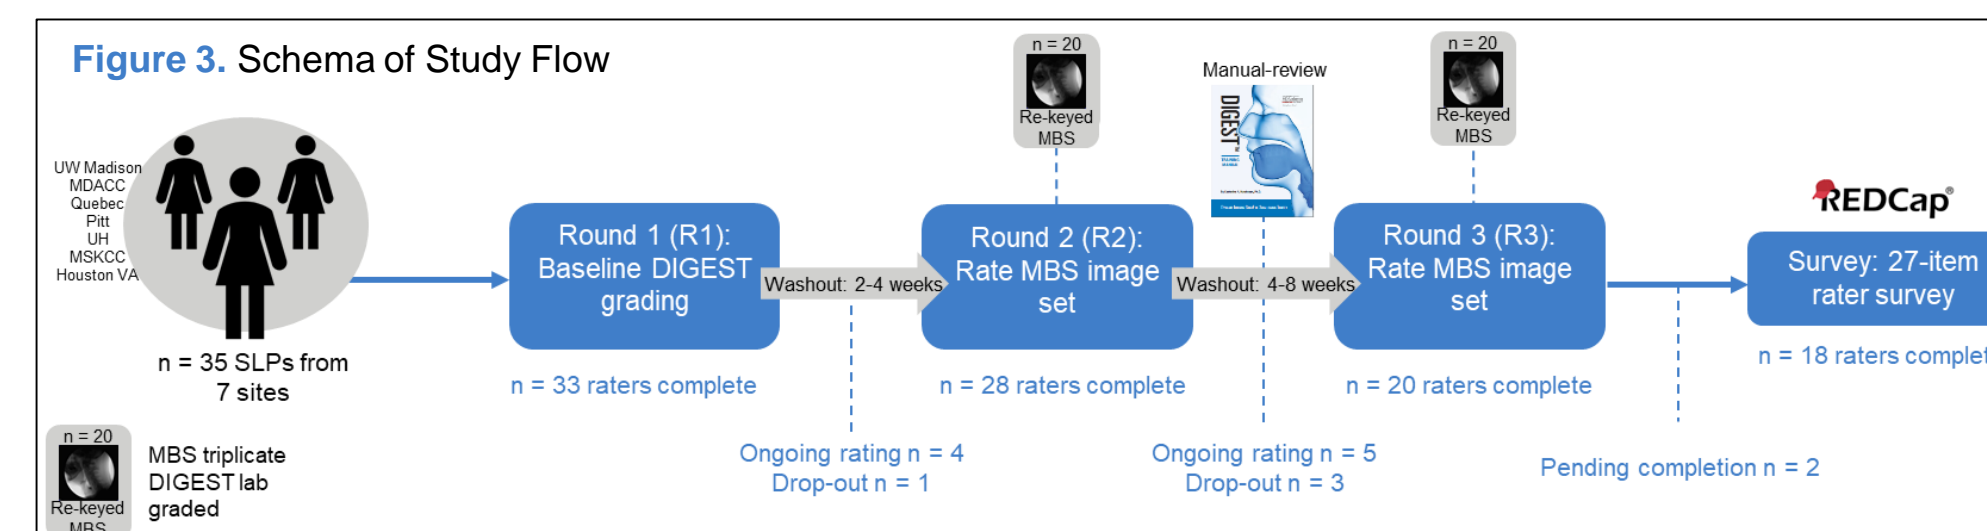 Figure 3. Schema of Study Flow
UW Madison
MDACC
Quebec
Pitt
UH
MSKCC
Houston VA
n = 35 SLPs from
7 sites
n = 20
Re-keyed
MBS
MBS triplicate
DIGEST lab
graded
Round 1 (R1):
Baseline DIGEST
grading
n = 33 raters complete
Washout: 2-4 weeks
Ongoing rating n = 4
Drop-out n = 1
n = 20
Re-keyed
MBS
Round 2 (R2):
Rate MBS image
set
n = 28 raters complete
Manual-review
DIGEST
Washout: 4-8 weeks
Ongoing rating n = 5
Drop-out n = 3
n = 20
Re-keyed
MBS
Round 3 (R3):
Rate MBS image
set
n = 20 raters complete
Pending completion n = 2
REDCap®
Survey: 27-item
rater survey
n = 18 raters complet